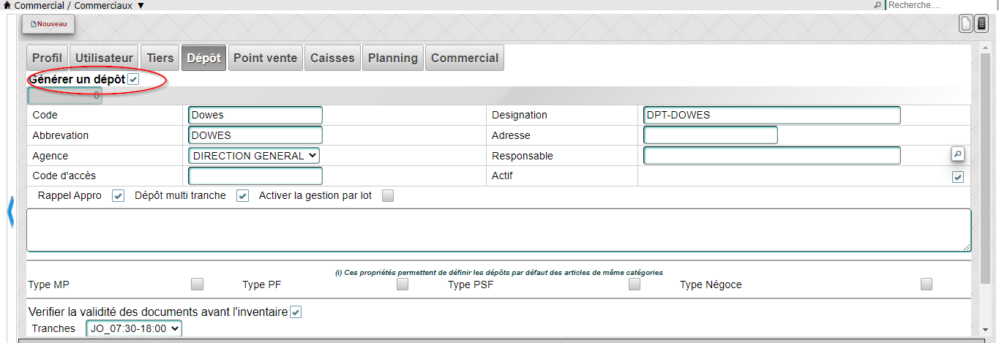 Commercial / Commerciaux ▼
Recherche....
Nouveau
Profil Utilisateur Tiers Dépôt Point vente Caisses Planning Commercial
Générer un dépôt
0
Code Dowes Designation DPT-DOWES
Abbrevation DOWES Adresse
Agence DIRECTION GENERAL Responsable
Code d'accès Actif
Rappel Appro Dépôt multi tranche Activer la gestion par lot
(i) Ces propriétés permettent de définir les dépôts par défaut des articles de même catégories
Type MP Type PF Type PSF Type Négoce
Verifier la validité des documents avant l'inventaire
Tranches JO_07:30-18:00